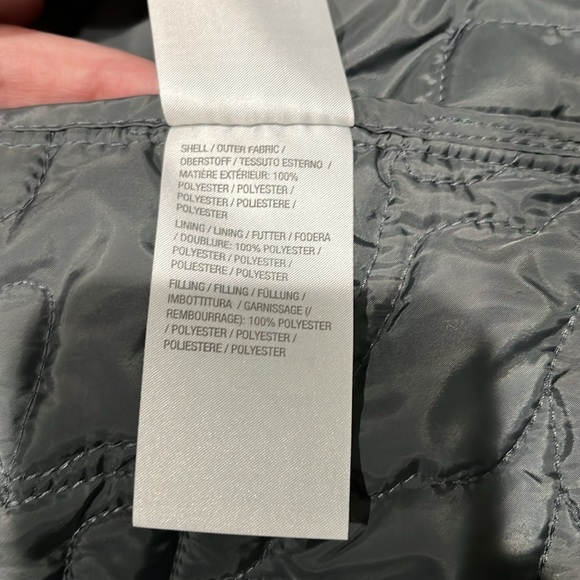 SHELL / OUTER FABRIC /
OBERSTOFF / TESSUTO ESTERNO /
MATIÈRE EXTÉRIEUR: 100%
POLYESTER / POLYESTER /
POLYESTER / POLIESTERE /
POLYESTER
LINING / LINING / FUTTER / FODERA
/ DOUBLURE: 100% POLYESTER /
POLYESTER / POLYESTER /
POLIESTERE / POLYESTER
FILLING / FILLING / FÜLLUNG /
IMBOTTITURA / GARNISSAGE (/
REMBOURRAGE): 100% POLYESTER
/ POLYESTER / POLYESTER /
POLIESTERE / POLYESTER